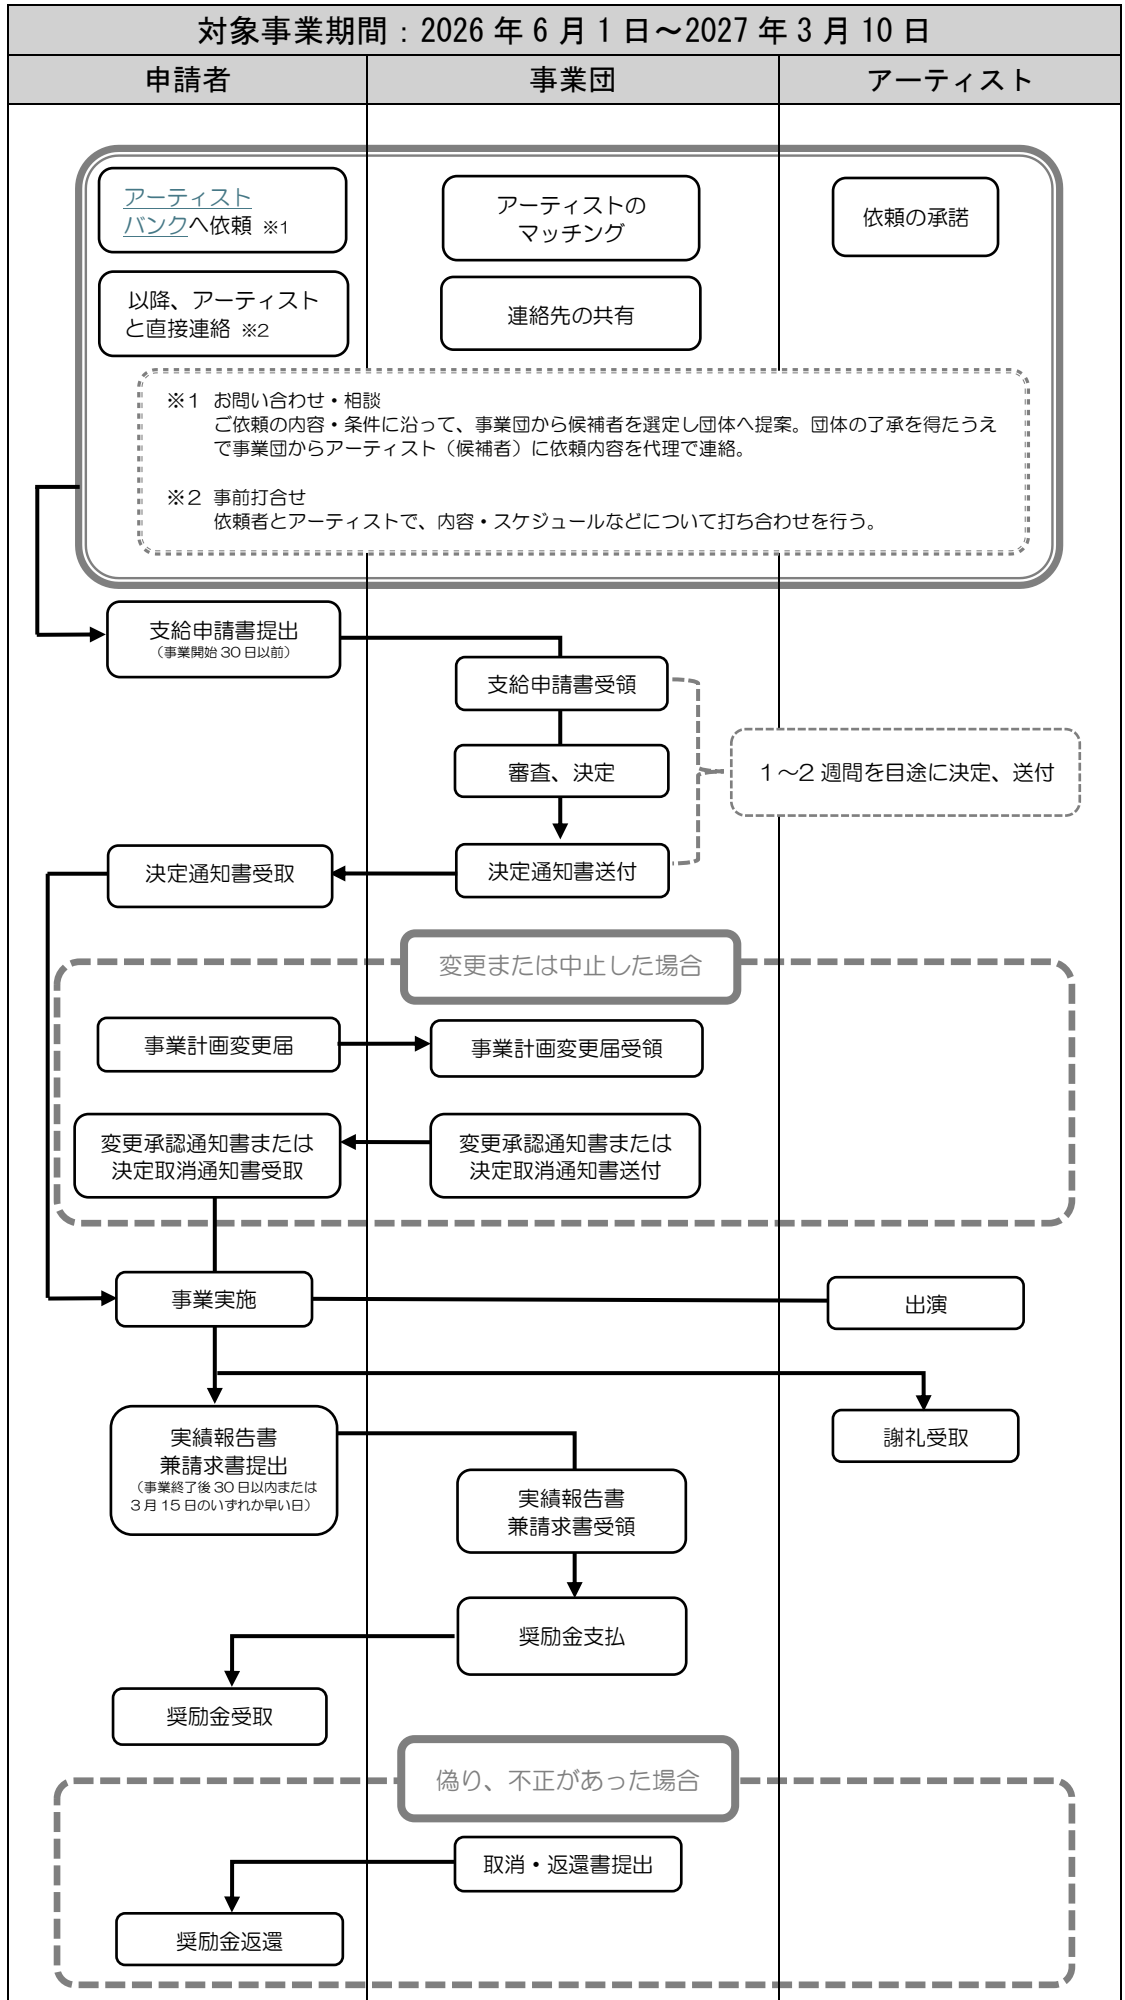 対象事業期間：2026年6月1日～2027年3月10日
申請者
事業団
アーティスト
アーティスト
バンクへ依頼 ※1
アーティストの
マッチング
依頼の承諾
以降、アーティスト
と直接連絡 ※2
連絡先の共有
※1 お問い合わせ・相談
ご依頼の内容・条件に沿って、事業団から候補者を選定し団体へ提案。団体の了承を得たうえ
で事業団からアーティスト（候補者）に依頼内容を代理で連絡。
※2 事前打合せ
依頼者とアーティストで、内容・スケジュールなどについて打ち合わせを行う。
支給申請書提出
（事業開始30日以前）
支給申請書受領
審査、決定
1～2週間を目途に決定、送付
決定通知書送付
決定通知書受取
変更または中止した場合
事業計画変更届
事業計画変更届受領
変更承認通知書または
決定取消通知書受取
変更承認通知書または
決定取消通知書送付
事業実施
出演
実績報告書
兼請求書提出
（事業終了後30日以内または
3月15日のいずれか早い日）
謝礼受取
実績報告書
兼請求書受領
奨励金支払
奨励金受取
偽り、不正があった場合
取消・返還書提出
奨励金返還